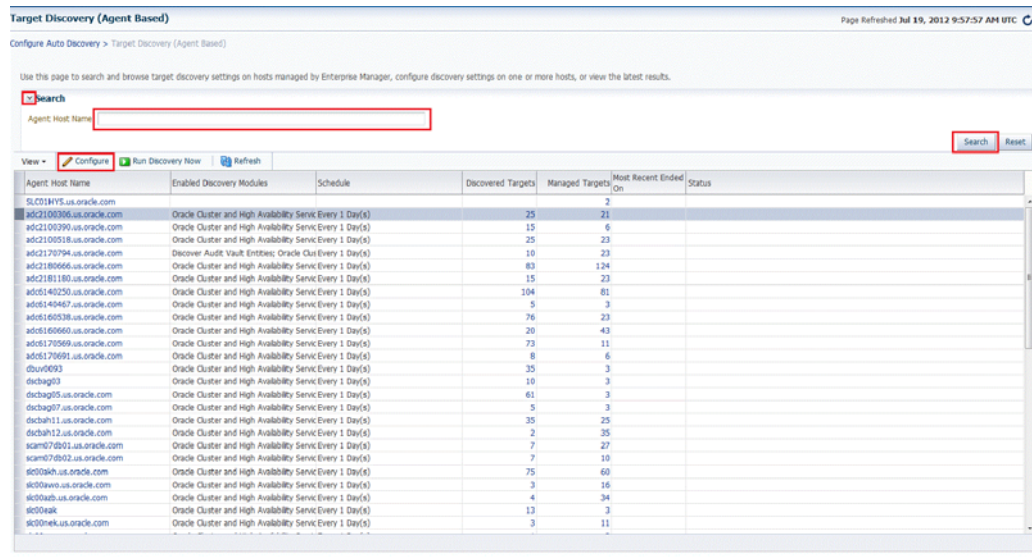 Target Discovery (Agent Based)
Page Refreshed Jul 19, 2012 9:57:57 AM UTC
Configure Auto Discovery > Target Discovery (Agent Based)
Use this page to search and browse target discovery settings on hosts managed by Enterprise Manager, configure discovery settings on one or more hosts, or view the latest results.
Search
Agent Host Name
Search Reset
View Configure Run Discovery Now Refresh
Agent Host Name Enabled Discovery Modules Schedule Discovered Targets Managed Targets Most Recent Ended On Status
SLC01HYS.us.oracle.com 2
adc2100306.us.oracle.com Oracle Cluster and High Availability Servic Every 1 Day(s) 25 21
adc2100390.us.oracle.com Oracle Cluster and High Availability Servic Every 1 Day(s) 15 6
adc2100518.us.oracle.com Oracle Cluster and High Availability Servic Every 1 Day(s) 25 23
adc2170794.us.oracle.com Discover Audit Vault Entities; Oracle Clus Every 1 Day(s) 10 23
adc2180666.us.oracle.com Oracle Cluster and High Availability Servic Every 1 Day(s) 83 124
adc2181180.us.oracle.com Oracle Cluster and High Availability Servic Every 1 Day(s) 15 23
adc6140250.us.oracle.com Oracle Cluster and High Availability Servic Every 1 Day(s) 104 81
adc6140467.us.oracle.com Oracle Cluster and High Availability Servic Every 1 Day(s) 5 3
adc6160538.us.oracle.com Oracle Cluster and High Availability Servic Every 1 Day(s) 76 23
adc6160660.us.oracle.com Oracle Cluster and High Availability Servic Every 1 Day(s) 20 43
adc6170569.us.oracle.com Oracle Cluster and High Availability Servic Every 1 Day(s) 73 11
adc6170691.us.oracle.com Oracle Cluster and High Availability Servic Every 1 Day(s) 8 6
dbuv0093 Oracle Cluster and High Availability Servic Every 1 Day(s) 35 3
dscbag03 Oracle Cluster and High Availability Servic Every 1 Day(s) 10 3
dscbag05.us.oracle.com Oracle Cluster and High Availability Servic Every 1 Day(s) 61 3
dscbag07.us.oracle.com Oracle Cluster and High Availability Servic Every 1 Day(s) 5 3
dscbah11.us.oracle.com Oracle Cluster and High Availability Servic Every 1 Day(s) 35 25
dscbah12.us.oracle.com Oracle Cluster and High Availability Servic Every 1 Day(s) 2 35
scam07db01.us.oracle.com Oracle Cluster and High Availability Servic Every 1 Day(s) 7 27
scam07db02.us.oracle.com Oracle Cluster and High Availability Servic Every 1 Day(s) 7 10
slc00akh.us.oracle.com Oracle Cluster and High Availability Servic Every 1 Day(s) 75 60
slc00awo.us.oracle.com Oracle Cluster and High Availability Servic Every 1 Day(s) 3 16
slc00azb.us.oracle.com Oracle Cluster and High Availability Servic Every 1 Day(s) 4 34
slc00eak Oracle Cluster and High Availability Servic Every 1 Day(s) 13 3
slc00nek.us.oracle.com Oracle Cluster and High Availability Servic Every 1 Day(s) 3 11